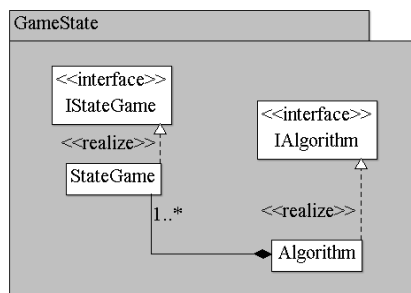 GameState
<<interface>>
IStateGame
<<interface>>
IAlgorithm
<<realize>>
StateGame
1..*
<<realize>>
Algorithm